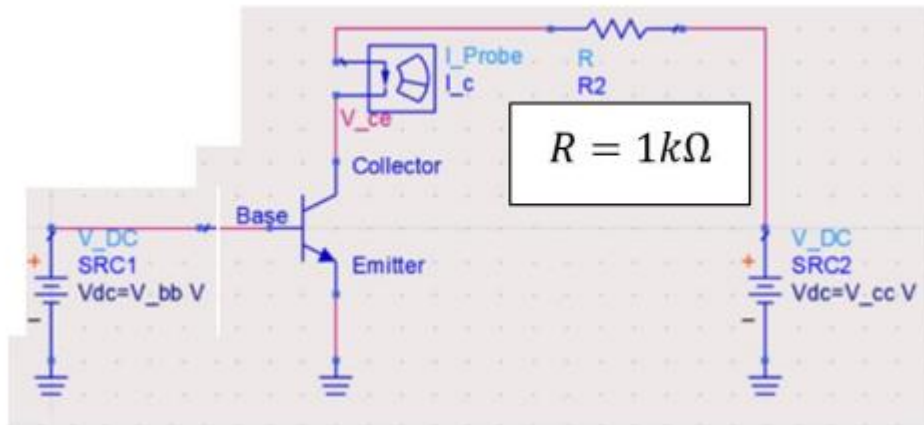 I_Probe
I_c
R
R2
V_ce
R = 1kΩ
Collector
Base
Emitter
V_DC
SRC1
Vdc=V_bb V
+
−
V_DC
SRC2
Vdc=V_cc V
+
−